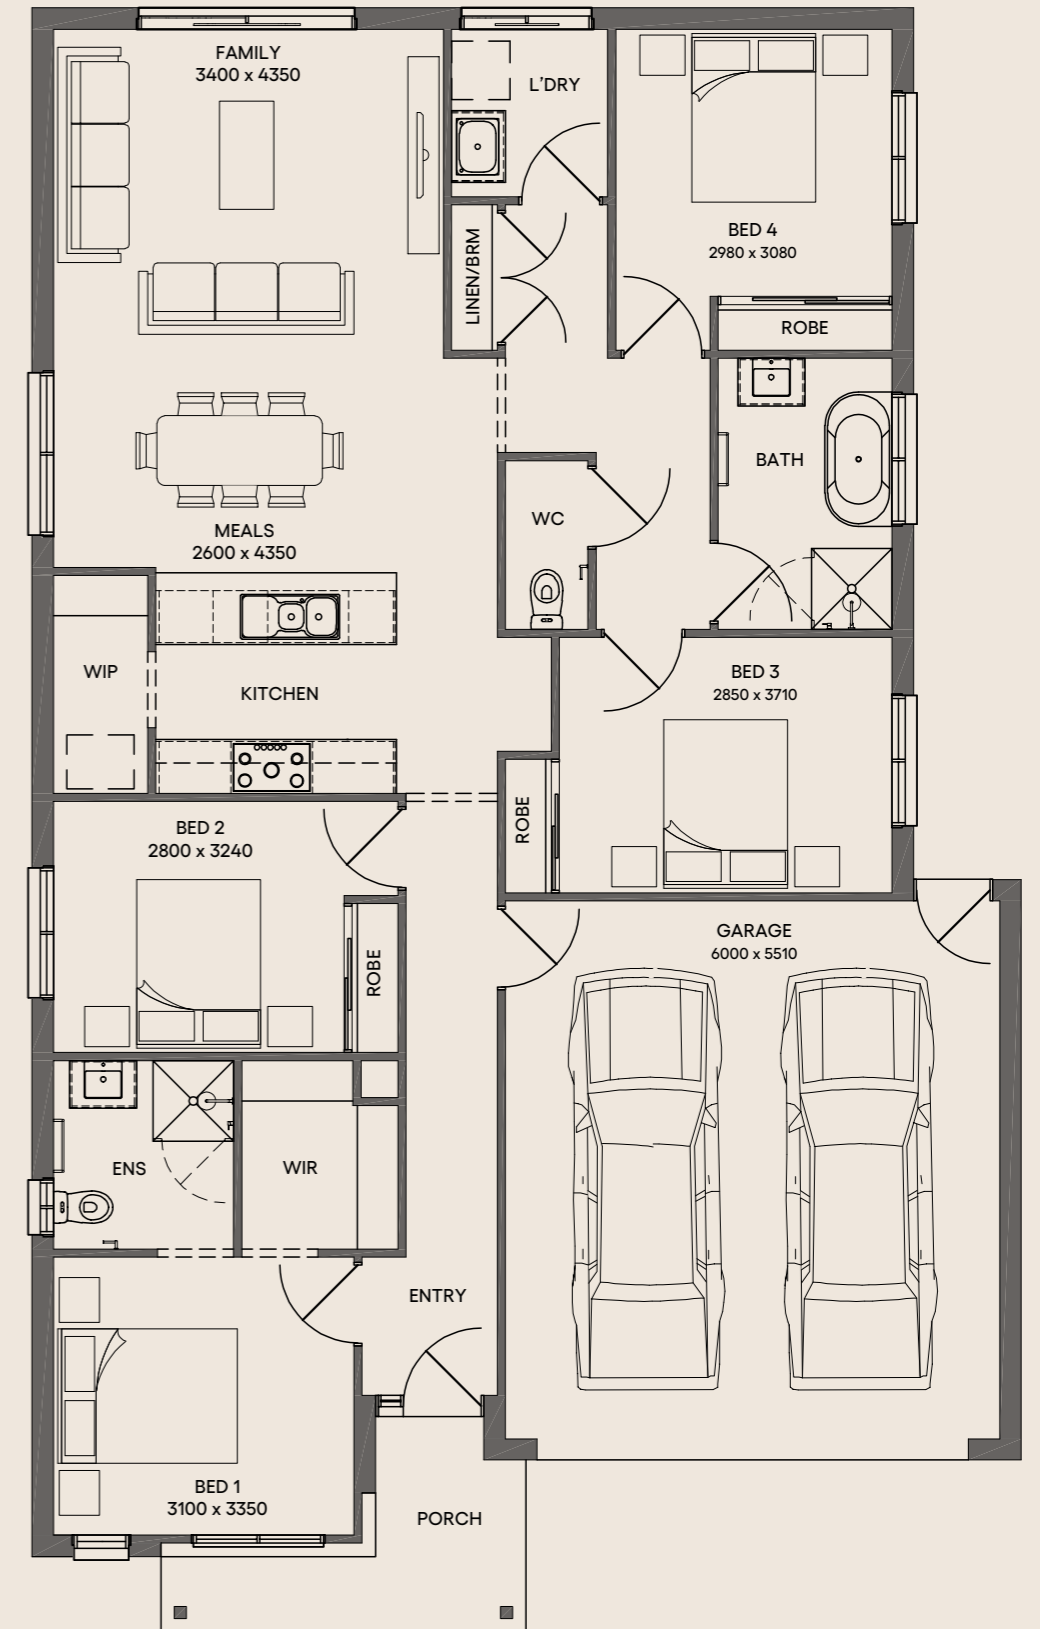 FAMILY
3400 x 4350
L'DRY
BED 4
2980 x 3080
LINEN/BRM
ROBE
BATH
WC
MEALS
2600 x 4350
WIP
KITCHEN
BED 3
2850 x 3710
ROBE
BED 2
2800 x 3240
ROBE
GARAGE
6000 x 5510
ENS
WIR
ENTRY
BED 1
3100 x 3350
PORCH